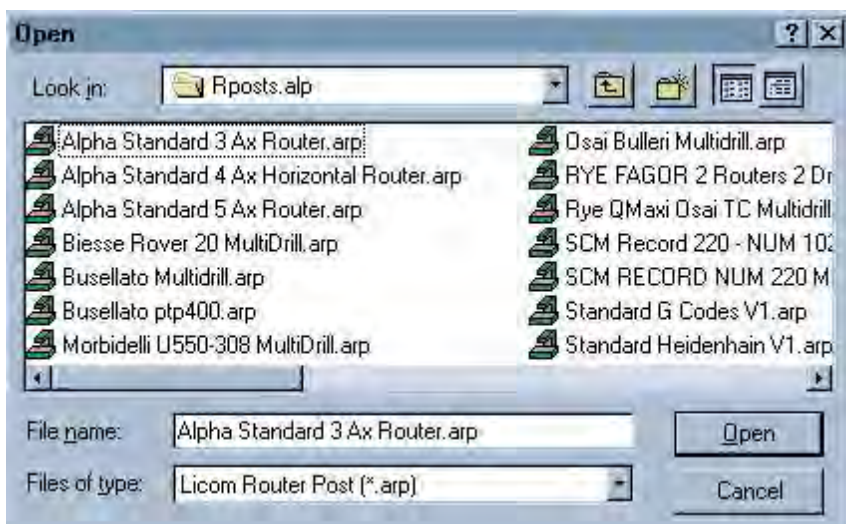 Open
Look in: Rposts.alp
Alpha Standard 3 Ax Router.arp
Alpha Standard 4 Ax Horizontal Router.arp
Alpha Standard 5 Ax Router.arp
Biesse Rover 20 MultiDrill.arp
Busellato Multidrill.arp
Busellato ptp400.arp
Morbidelli U550-308 MultiDrill.arp
Osai Bulleri Multidrill.arp
RYE FAGOR 2 Routers 2 Dr
Rye QMaxi Osai TC Multidrill
SCM Record 220 - NUM 102
SCM RECORD NUM 220 M
Standard G Codes V1.arp
Standard Heidenhain V1.arp
File name: Alpha Standard 3 Ax Router.arp
Open
Files of type: Licom Router Post (*.arp)
Cancel